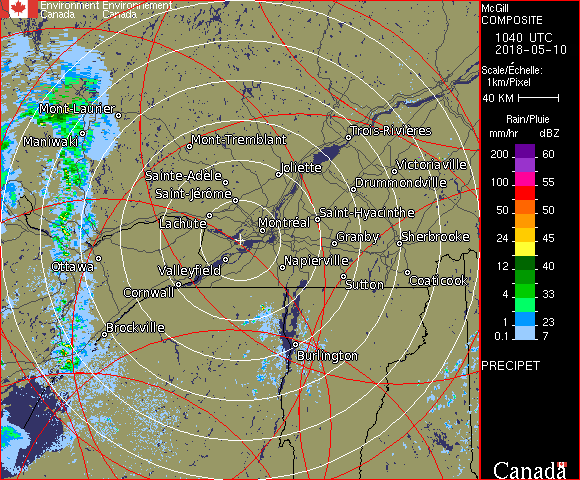 Environment Environnement
Canada Canada
McGill
COMPOSITE
1040 UTC
2018-05-10
Scale/Échelle:
1km/Pixel
40 KM
Rain/Pluie
mm/hr dBZ
200 60
150 55
100 55
50 50
24 45
12 40
4 33
1 23
0.1 7
PRECIPET
Canada
Mont-Laurier
Maniwaki
Mont-Tremblant
Trois-Rivières
Sainte-Adèle
Joliette
Victoriaville
Saint-Jérôme
Drummondville
Lachute
Montréal
Saint-Hyacinthe
Granby
Sherbrooke
Ottawa
Valleyfield
Napierville
Cornwall
Sutton
Coaticook
Brockville
Burlington